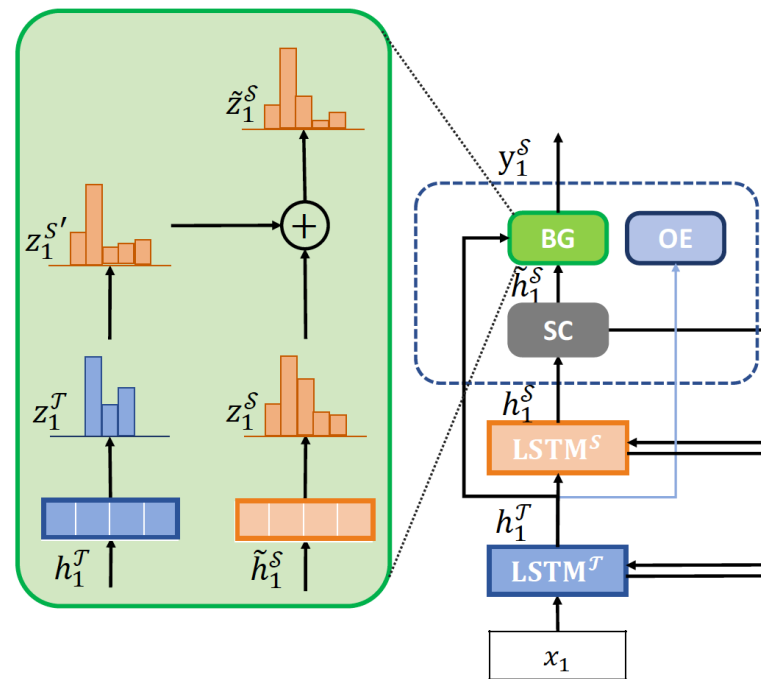 z̃₁^𝒮
z₁^S′
+
z₁^𝒯
z₁^𝒮
h₁^𝒯
h̃₁^𝒮
y₁^𝒮
BG
OE
h̃₁^𝒮
SC
h₁^𝒮
LSTM^𝒮
h₁^𝒯
LSTM^𝒯
x₁